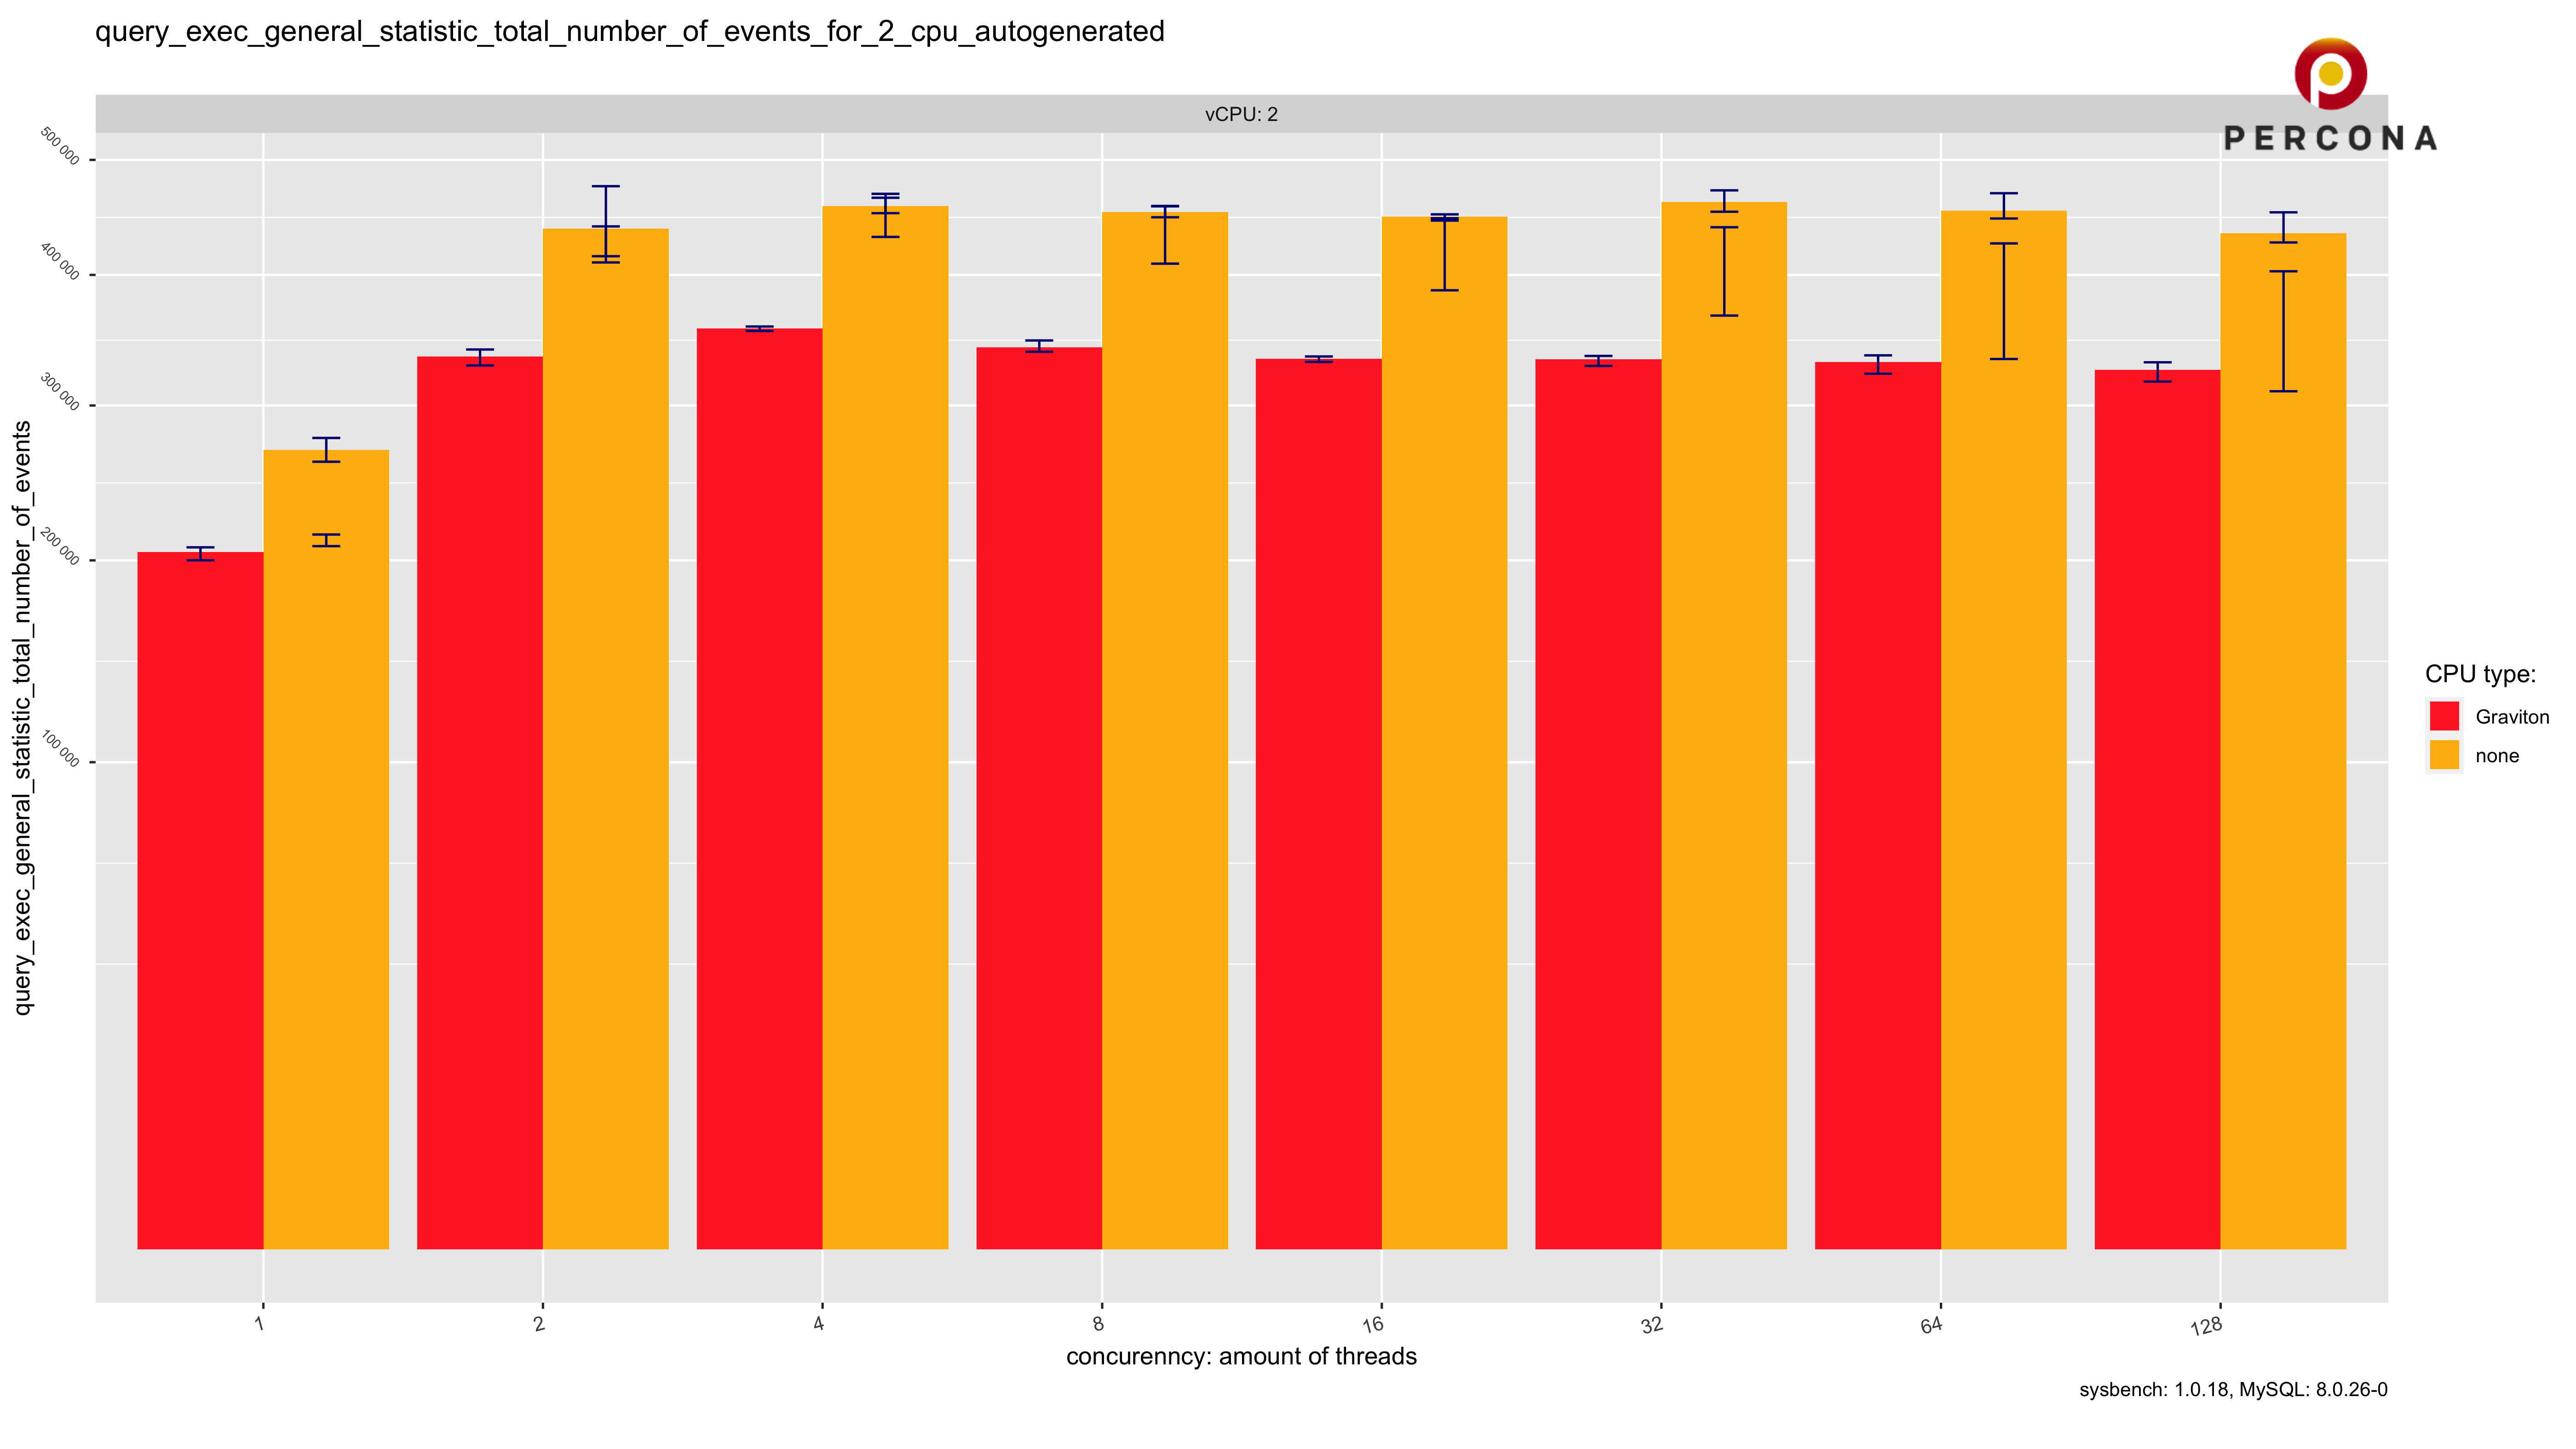 query_exec_general_statistic_total_number_of_events_for_2_cpu_autogenerated
PERCONA
vCPU: 2
query_exec_general_statistic_total_number_of_events
500 000
400 000
300 000
200 000
100 000
1
2
4
8
16
32
64
128
concurenncy: amount of threads
CPU type:
Graviton
none
sysbench: 1.0.18, MySQL: 8.0.26-0